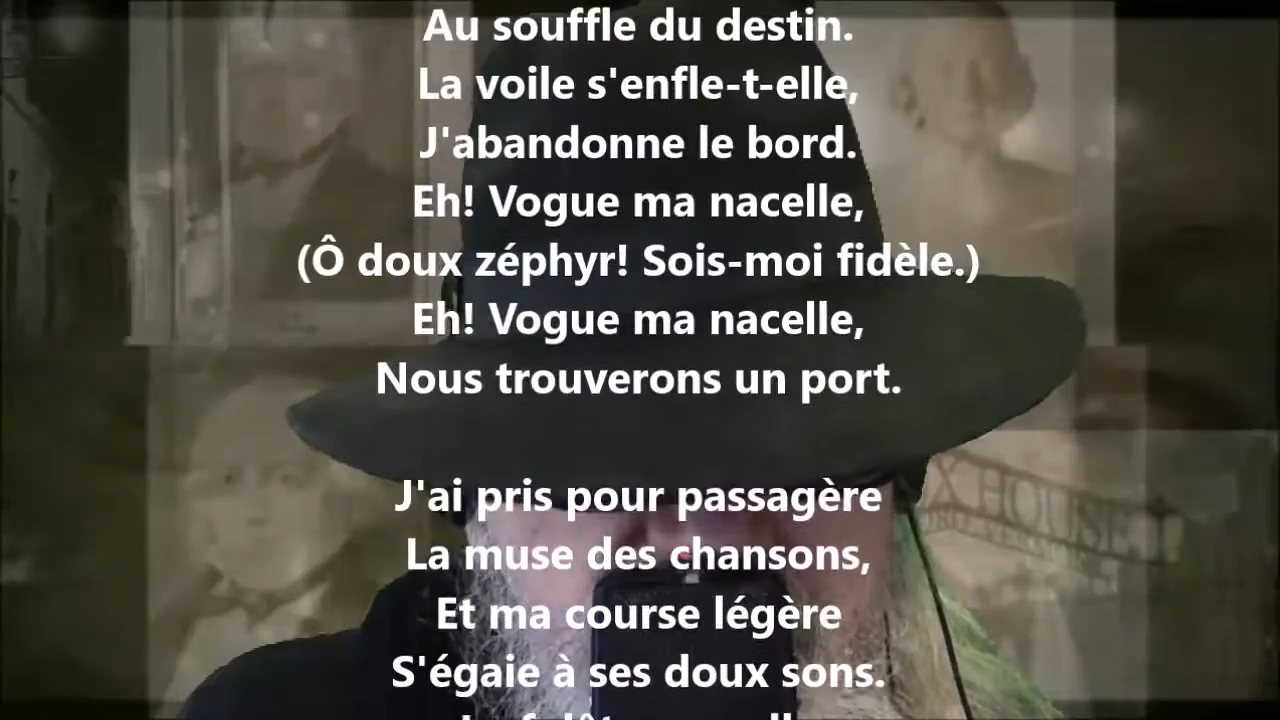 Au souffle du destin.
La voile s'enfle-t-elle,
J'abandonne le bord.
Eh! Vogue ma nacelle,
(Ô doux zéphyr! Sois-moi fidèle.)
Eh! Vogue ma nacelle,
Nous trouverons un port.
J'ai pris pour passagère
La muse des chansons,
Et ma course légère
S'égaie à ses doux sons.
HOUSE